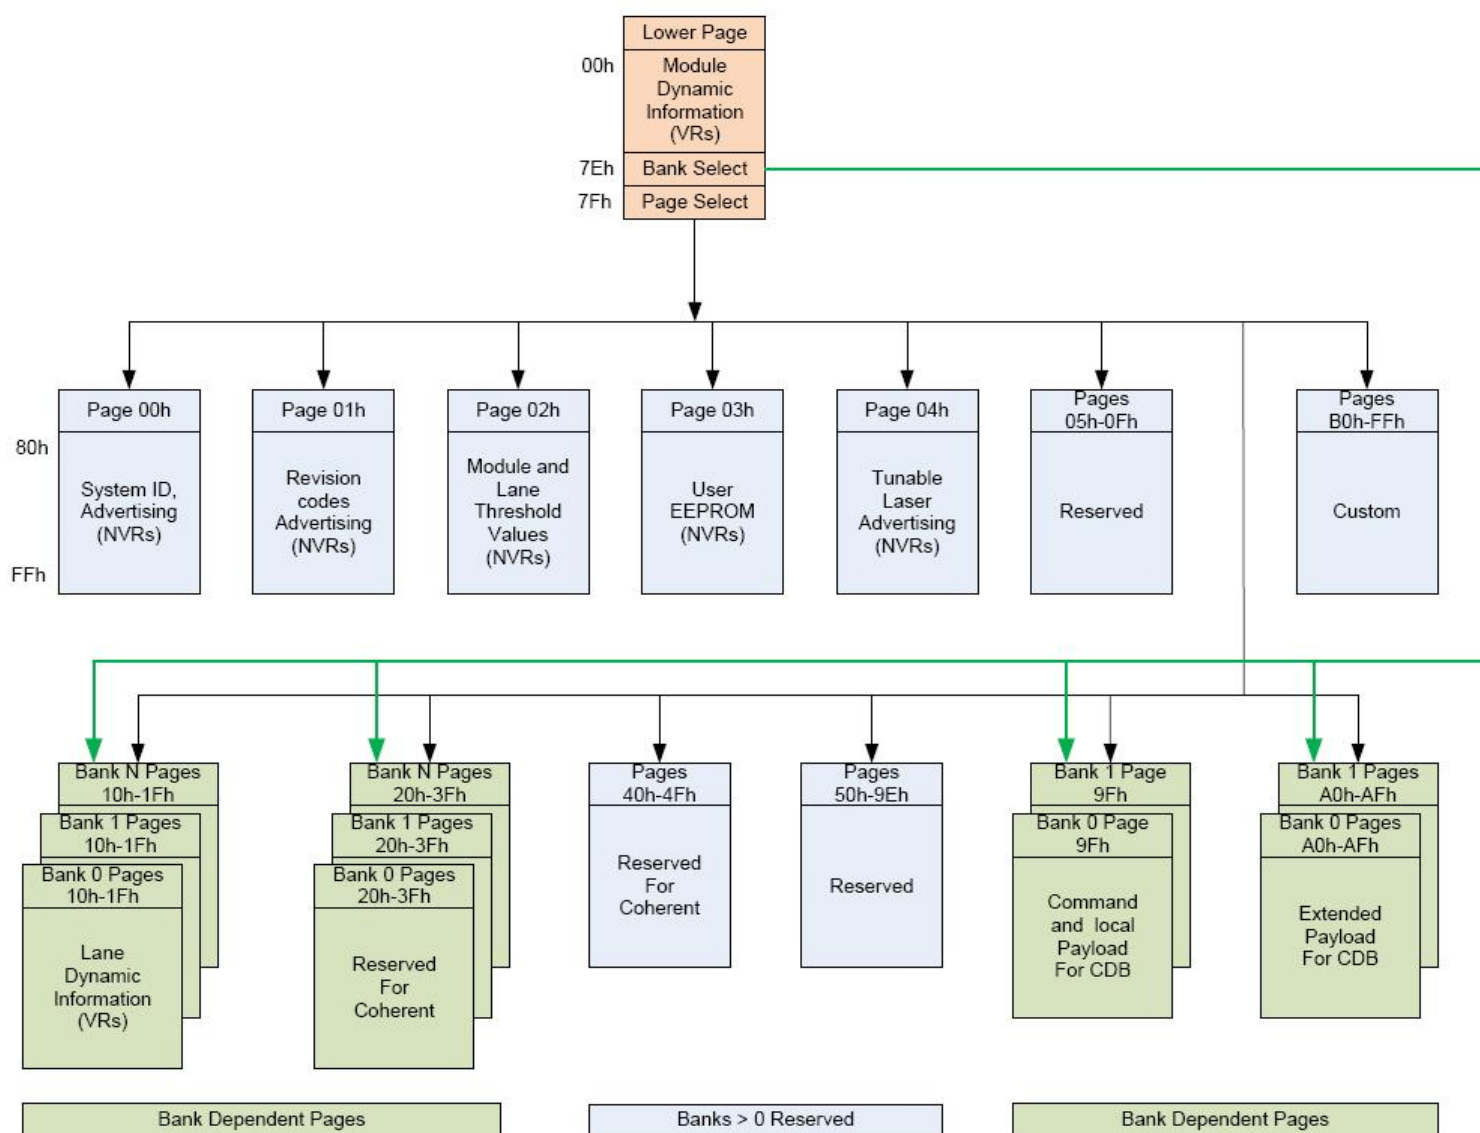 Lower Page
00h
Module
Dynamic
Information
(VRs)
7Eh
Bank Select
7Fh
Page Select
Page 00h
80h
System ID,
Advertising
(NVRs)
FFh
Page 01h
Revision
codes
Advertising
(NVRs)
Page 02h
Module and
Lane
Threshold
Values
(NVRs)
Page 03h
User
EEPROM
(NVRs)
Page 04h
Tunable
Laser
Advertising
(NVRs)
Pages
05h-0Fh
Reserved
Pages
B0h-FFh
Custom
Bank N Pages
10h-1Fh
Bank 1 Pages
10h-1Fh
Bank 0 Pages
10h-1Fh
Lane
Dynamic
Information
(VRs)
Bank N Pages
20h-3Fh
Bank 1 Pages
20h-3Fh
Bank 0 Pages
20h-3Fh
Reserved
For
Coherent
Pages
40h-4Fh
Reserved
For
Coherent
Pages
50h-9Eh
Reserved
Bank 1 Page
9Fh
Bank 0 Page
9Fh
Command
and local
Payload
For CDB
Bank 1 Pages
A0h-AFh
Bank 0 Pages
A0h-AFh
Extended
Payload
For CDB
Bank Dependent Pages
Banks > 0 Reserved
Bank Dependent Pages